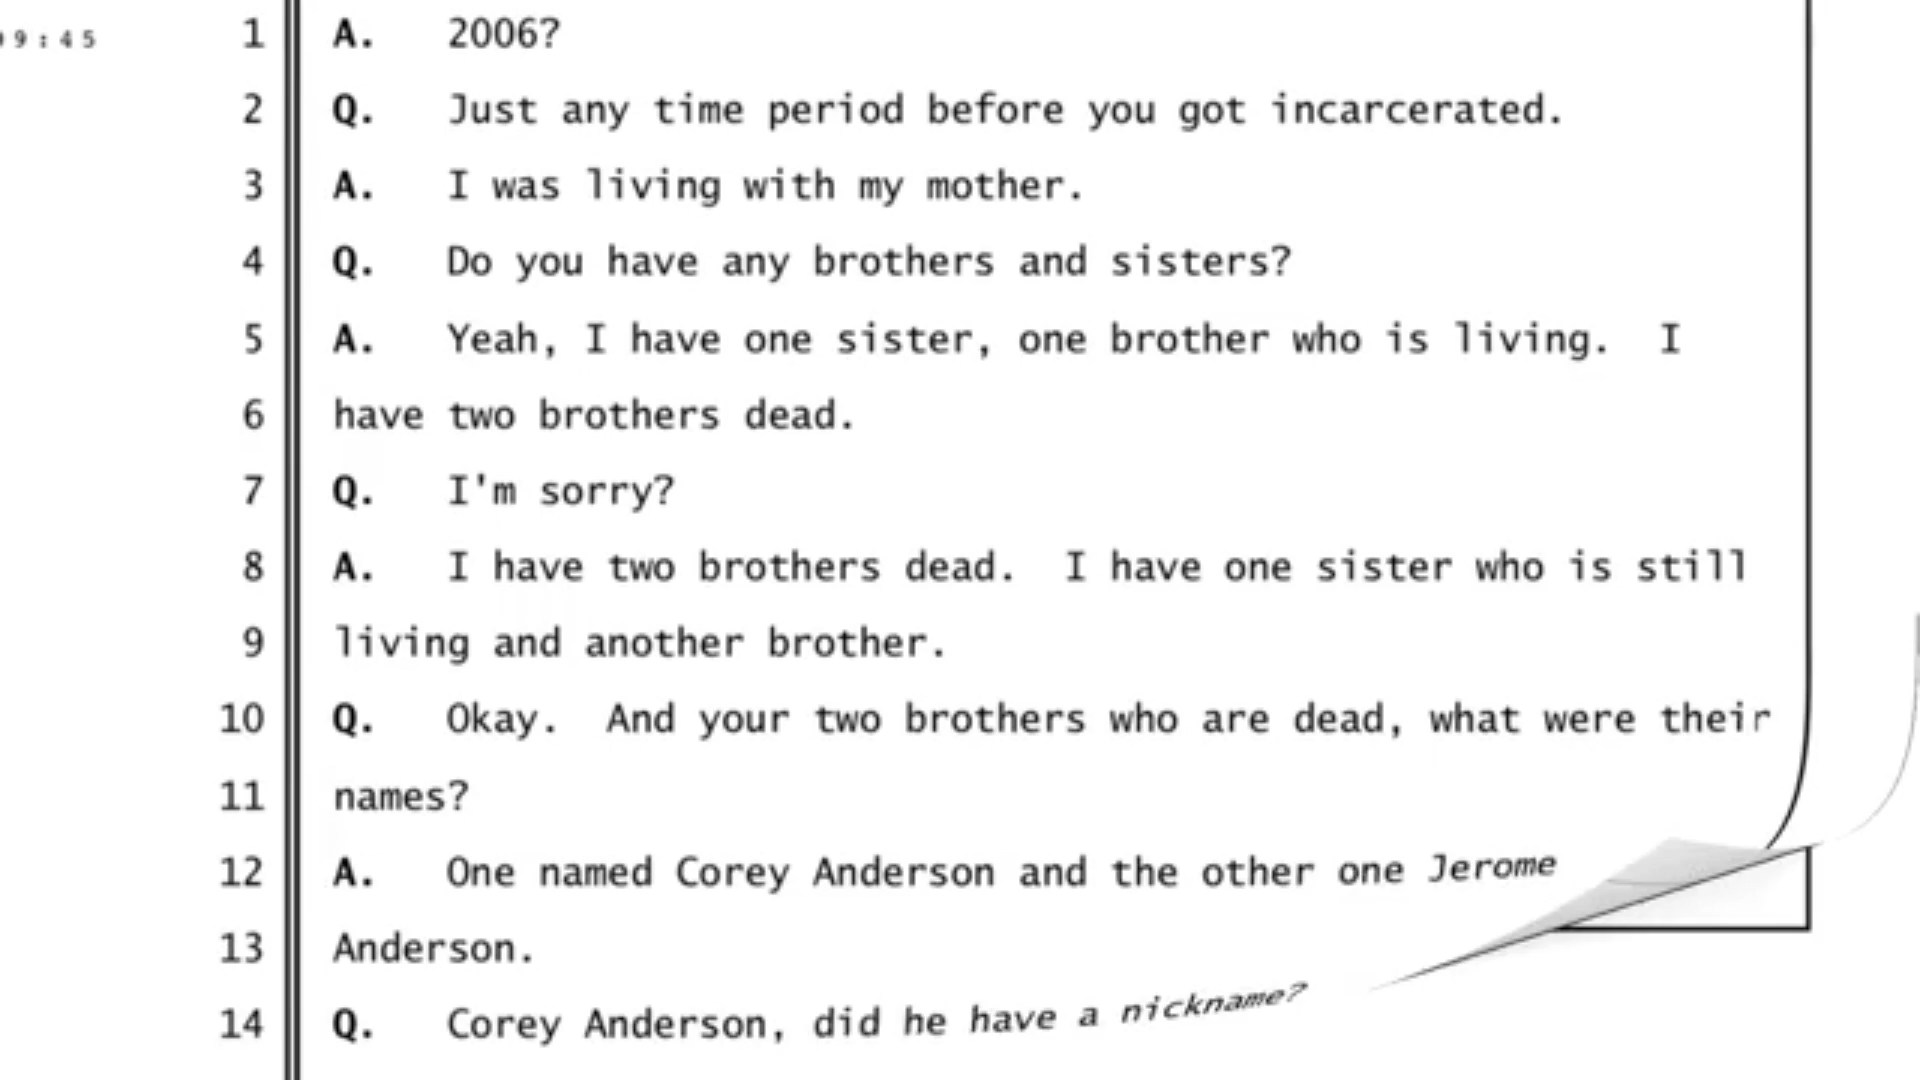 9:45
1 A. 2006?
2 Q. Just any time period before you got incarcerated.
3 A. I was living with my mother.
4 Q. Do you have any brothers and sisters?
5 A. Yeah, I have one sister, one brother who is living. I
6 have two brothers dead.
7 Q. I'm sorry?
8 A. I have two brothers dead. I have one sister who is still
9 living and another brother.
10 Q. Okay. And your two brothers who are dead, what were their
11 names?
12 A. One named Corey Anderson and the other one Jerome
13 Anderson.
14 Q. Corey Anderson, did he have a nickname?